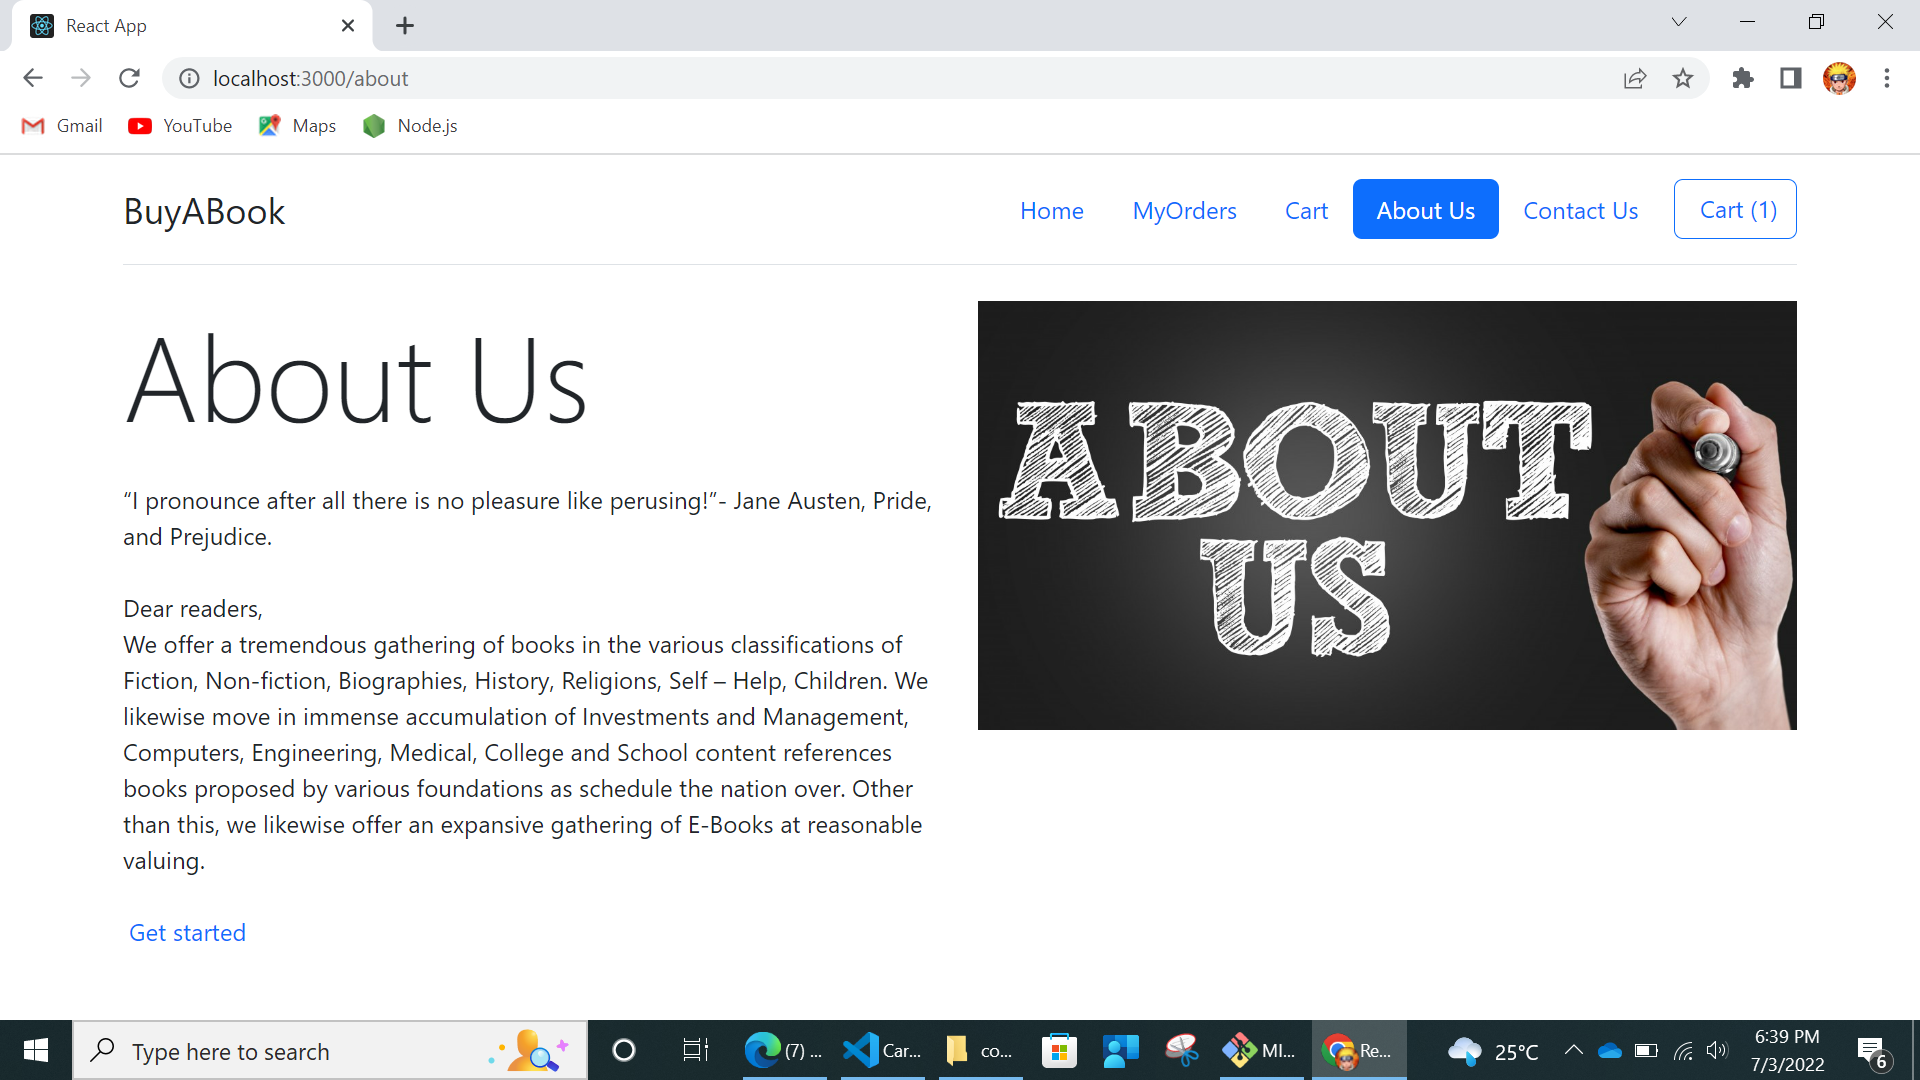 React App
localhost:3000/about
Gmail YouTube Maps Node.js
BuyABook Home MyOrders Cart About Us Contact Us Cart (1)
About Us
ABOUT
US
“I pronounce after all there is no pleasure like perusing!”- Jane Austen, Pride,
and Prejudice.
Dear readers,
We offer a tremendous gathering of books in the various classifications of
Fiction, Non-fiction, Biographies, History, Religions, Self – Help, Children. We
likewise move in immense accumulation of Investments and Management,
Computers, Engineering, Medical, College and School content references
books proposed by various foundations as schedule the nation over. Other
than this, we likewise offer an expansive gathering of E-Books at reasonable
valuing.
Get started
Type here to search (7) ... Car... co... MI... Re... 25°C 6:39 PM
7/3/2022 6